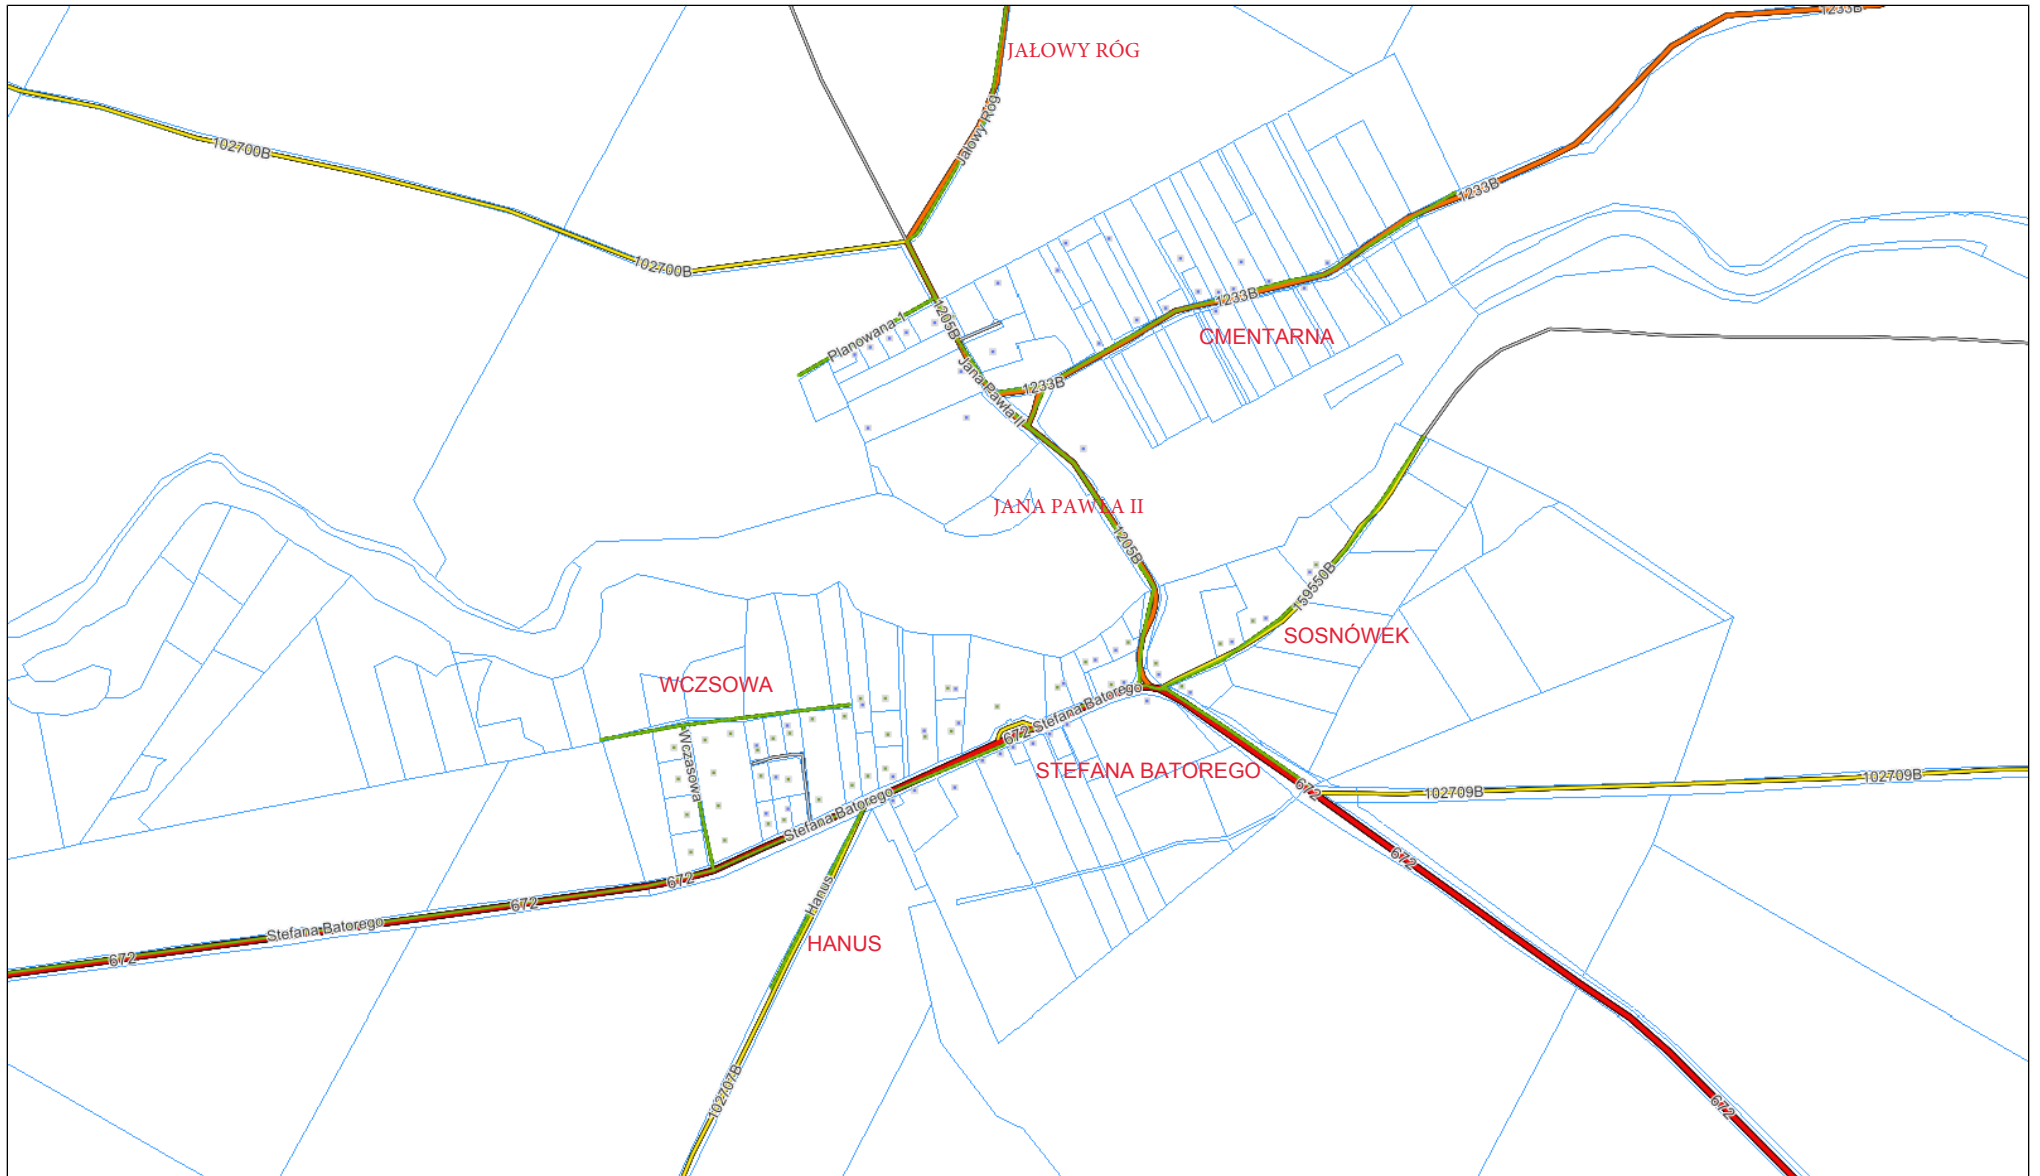 1233B
JAŁOWY RÓG
Jałowy Róg
102700B
102700B
1233B
1233B
CMENTARNA
Planowana 1
1205B
Jana Pawła II
1233B
JANA PAWŁA II
1205B
159550B
SOSNÓWEK
WCZSOWA
Wczasowa
672
Stefana Batorego
STEFANA BATOREGO
102709B
102709B
672
Stefana Batorego
672
672
672
Stefana Batorego
672
Hanus
HANUS
672
102707B